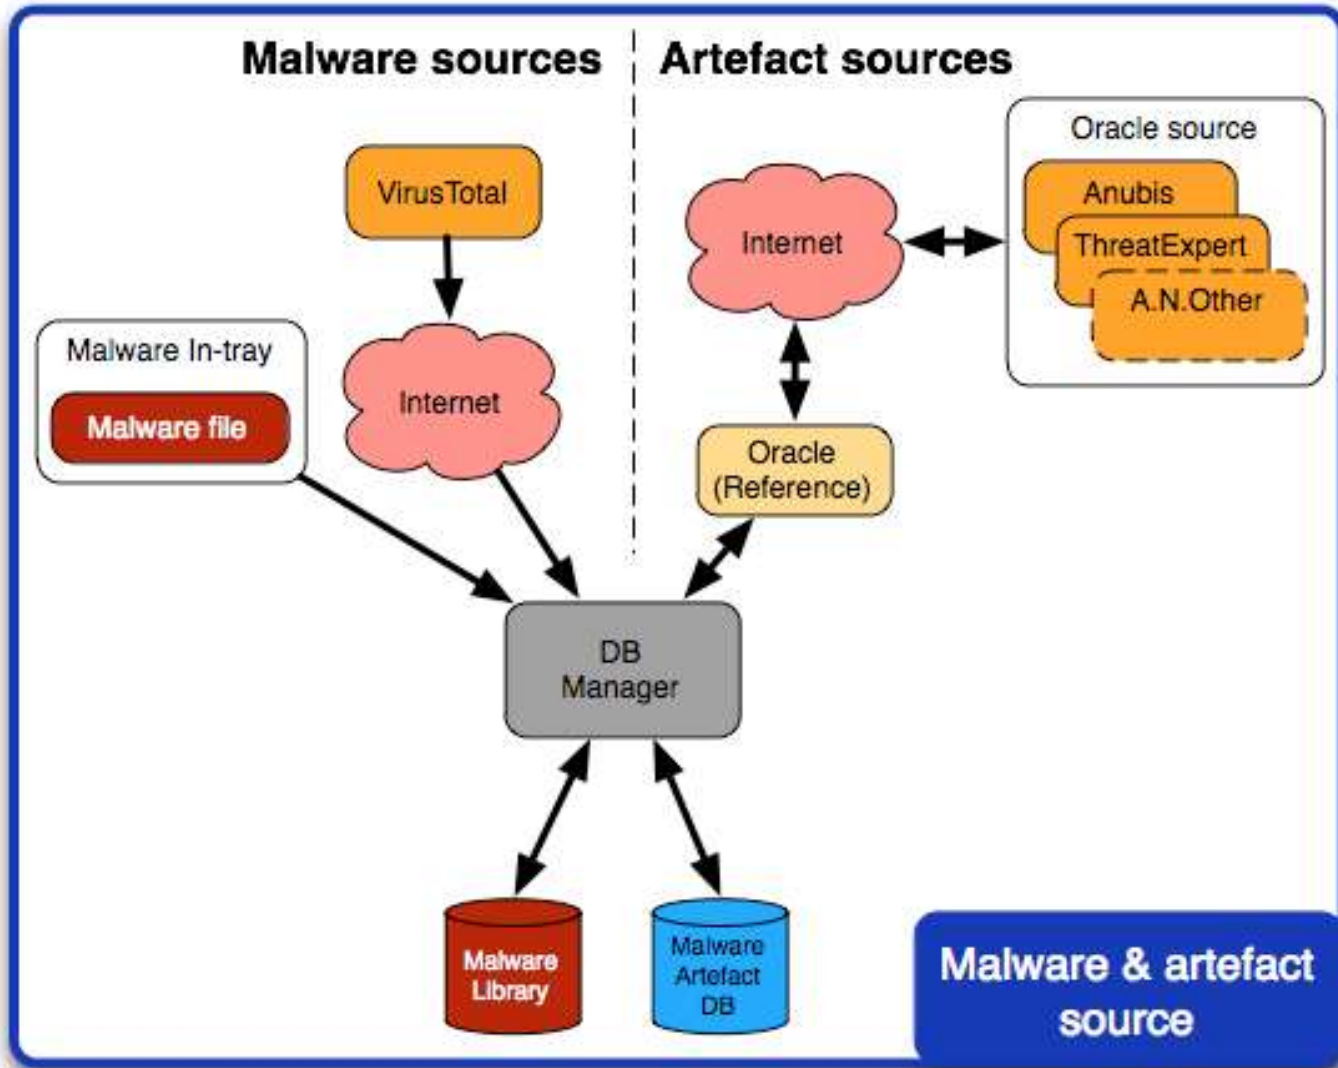 Malware sources
Artefact sources
Oracle source
Anubis
ThreatExpert
A.N.Other
VirusTotal
Internet
Internet
Malware In-tray
Malware file
Oracle
(Reference)
DB
Manager
Malware
Library
Malware
Artefact
DB
Malware & artefact
source